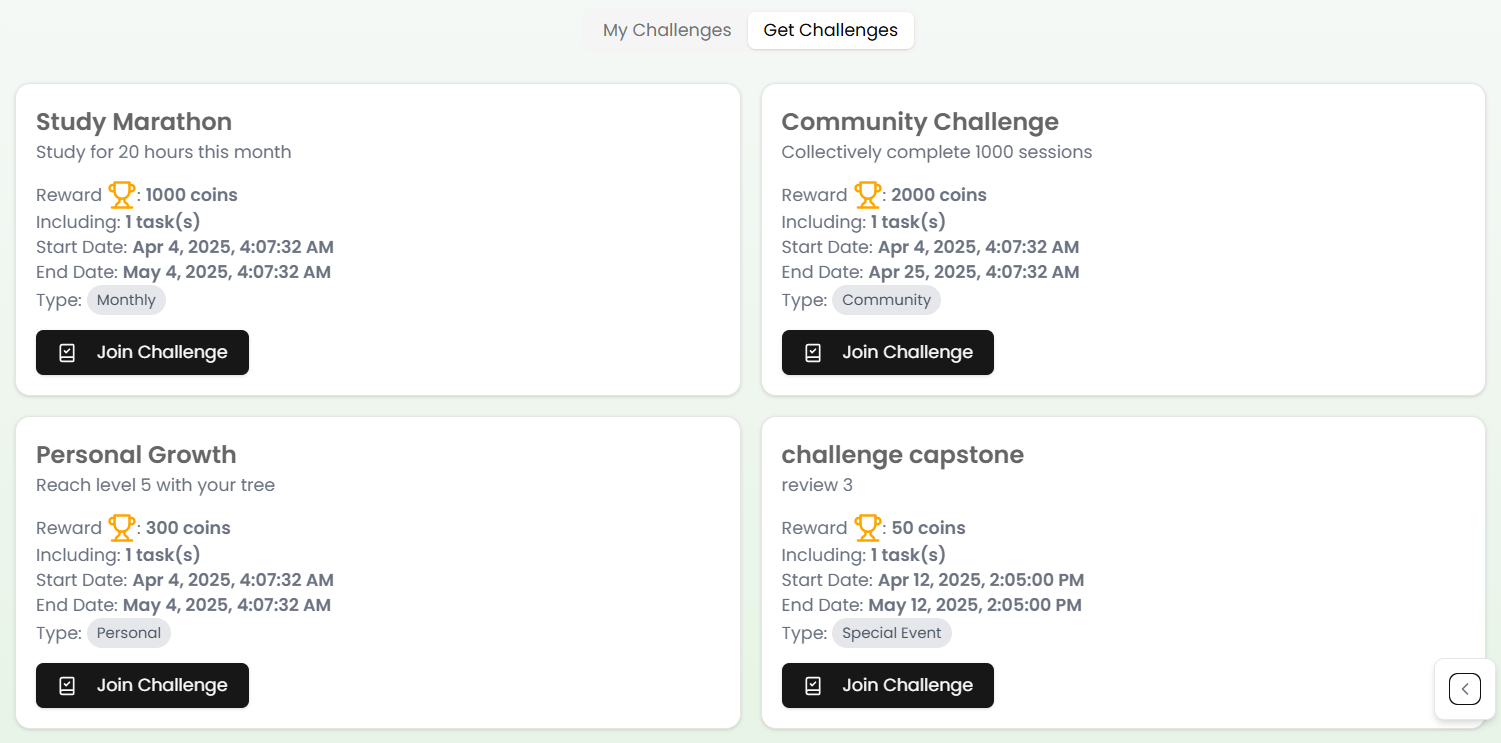 My Challenges
Get Challenges
Study Marathon
Study for 20 hours this month
Reward : 1000 coins
Including: 1 task(s)
Start Date: Apr 4, 2025, 4:07:32 AM
End Date: May 4, 2025, 4:07:32 AM
Type: Monthly
Join Challenge
Community Challenge
Collectively complete 1000 sessions
Reward : 2000 coins
Including: 1 task(s)
Start Date: Apr 4, 2025, 4:07:32 AM
End Date: Apr 25, 2025, 4:07:32 AM
Type: Community
Join Challenge
Personal Growth
Reach level 5 with your tree
Reward : 300 coins
Including: 1 task(s)
Start Date: Apr 4, 2025, 4:07:32 AM
End Date: May 4, 2025, 4:07:32 AM
Type: Personal
Join Challenge
challenge capstone
review 3
Reward : 50 coins
Including: 1 task(s)
Start Date: Apr 12, 2025, 2:05:00 PM
End Date: May 12, 2025, 2:05:00 PM
Type: Special Event
Join Challenge